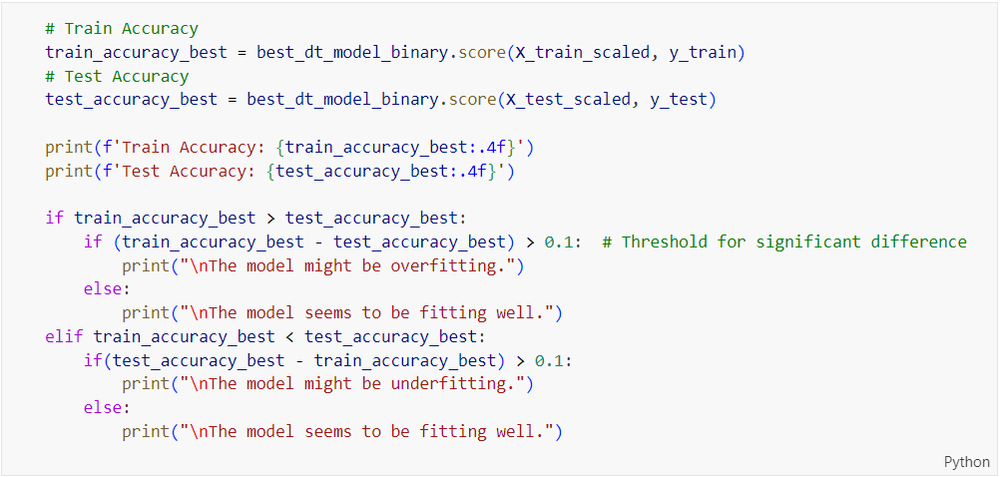 # Train Accuracy
train_accuracy_best = best_dt_model_binary.score(X_train_scaled, y_train)
# Test Accuracy
test_accuracy_best = best_dt_model_binary.score(X_test_scaled, y_test)

print(f'Train Accuracy: {train_accuracy_best:.4f}')
print(f'Test Accuracy: {test_accuracy_best:.4f}')

if train_accuracy_best > test_accuracy_best:
    if (train_accuracy_best - test_accuracy_best) > 0.1:  # Threshold for significant difference
        print("\nThe model might be overfitting.")
    else:
        print("\nThe model seems to be fitting well.")
elif train_accuracy_best < test_accuracy_best:
    if(test_accuracy_best - train_accuracy_best) > 0.1:
        print("\nThe model might be underfitting.")
    else:
        print("\nThe model seems to be fitting well.")
Python